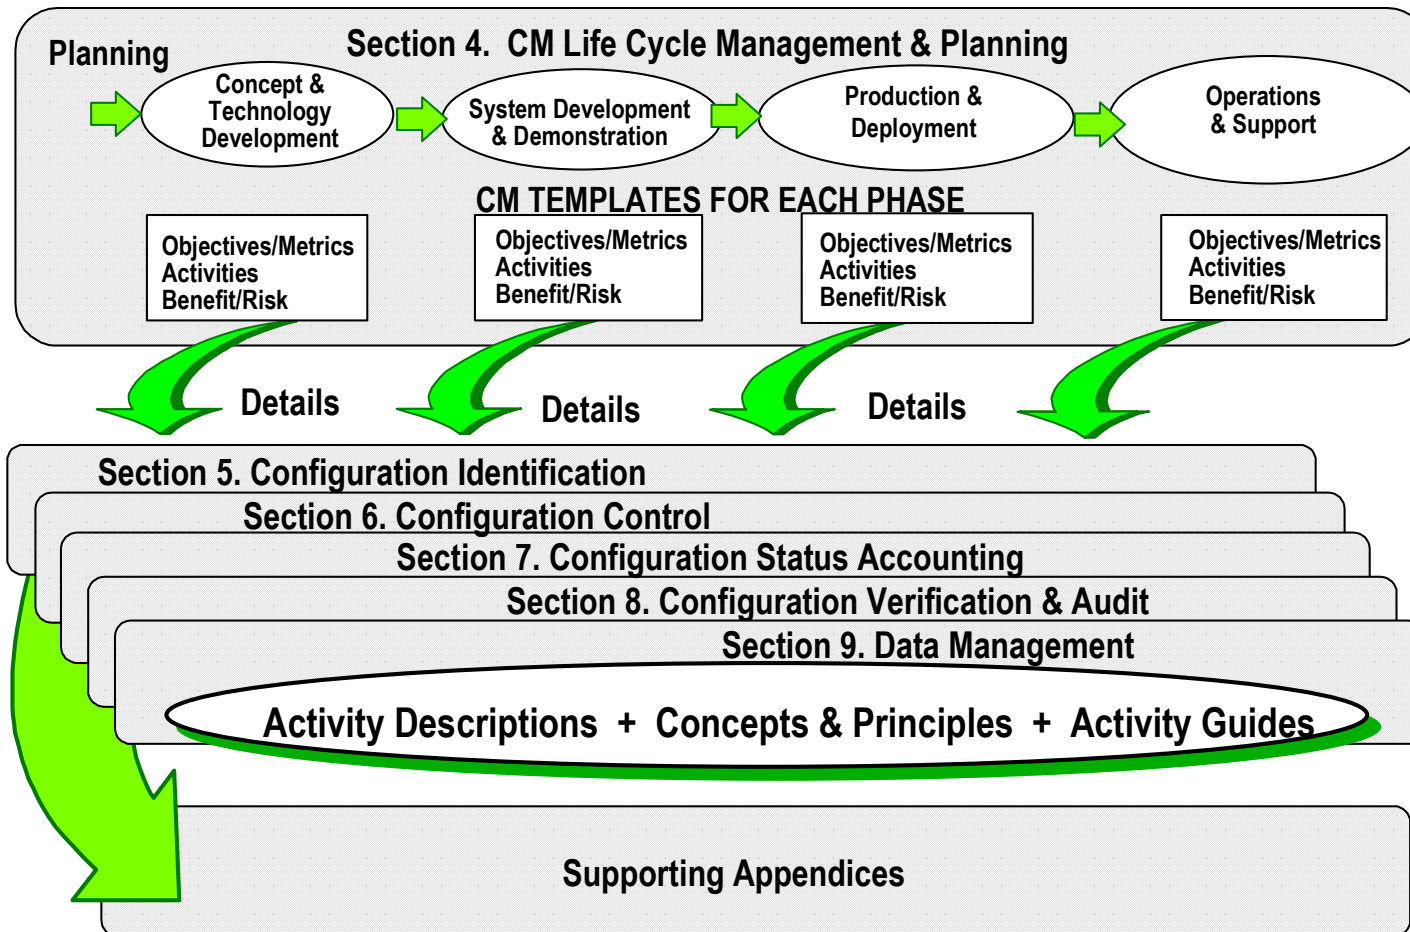 Planning
Section 4. CM Life Cycle Management & Planning
Concept &
Technology
Development
System Development
& Demonstration
Production &
Deployment
Operations
& Support
CM TEMPLATES FOR EACH PHASE
Objectives/Metrics
Activities
Benefit/Risk
Objectives/Metrics
Activities
Benefit/Risk
Objectives/Metrics
Activities
Benefit/Risk
Objectives/Metrics
Activities
Benefit/Risk
Details
Details
Details
Section 5. Configuration Identification
Section 6. Configuration Control
Section 7. Configuration Status Accounting
Section 8. Configuration Verification & Audit
Section 9. Data Management
Activity Descriptions + Concepts & Principles + Activity Guides
Supporting Appendices